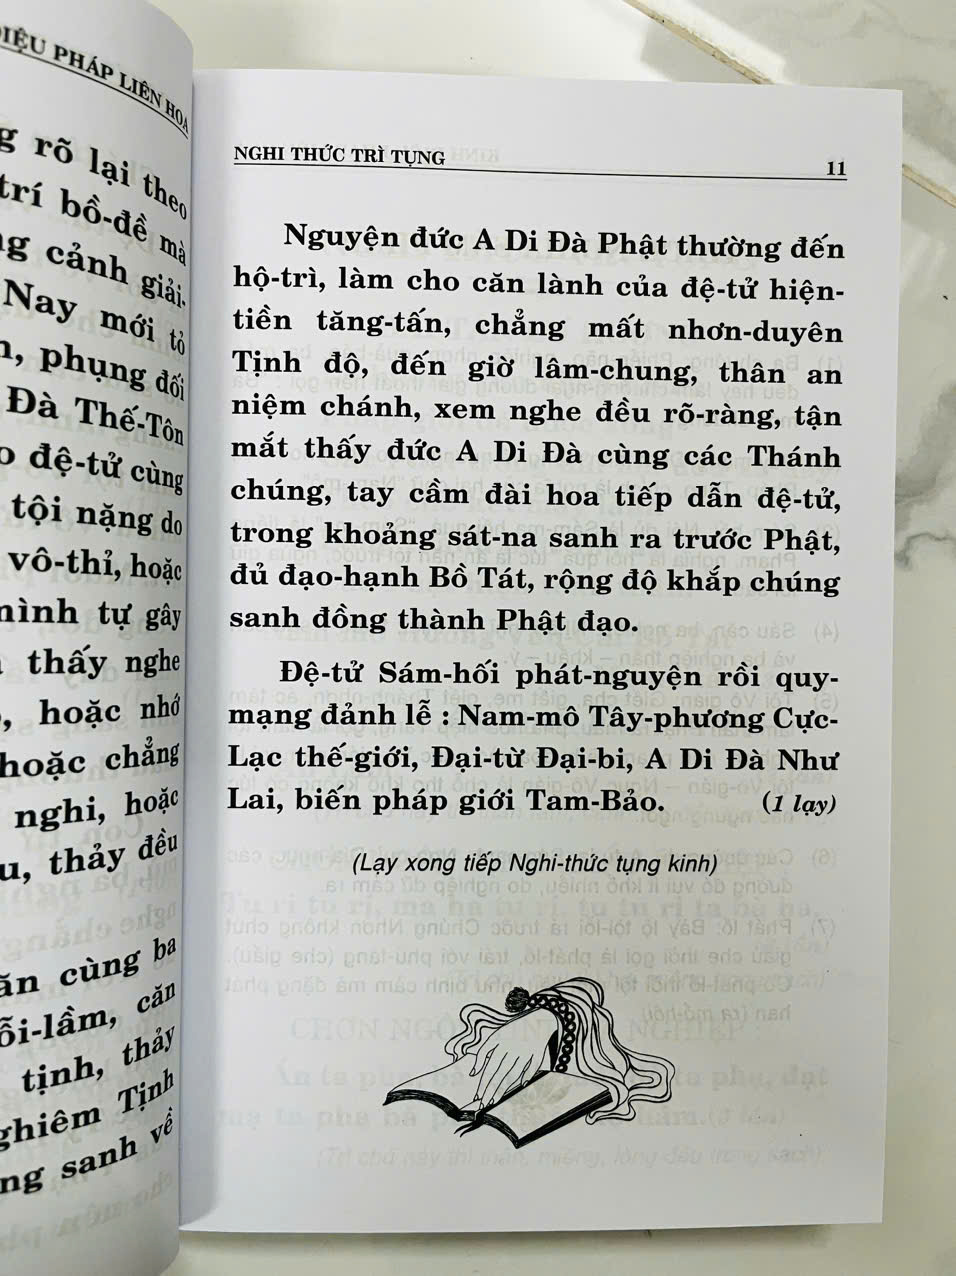 DIỆU PHÁP LIÊN HOA
rõ lại theo
trí bồ-đề mà
cảnh giải-
Nay mới tỏ
phụng đối
Đà Thế-Tôn
đệ-tử cùng
tội nặng do
vô-thỉ, hoặc
mình tự gây
thấy nghe
hoặc nhớ
hoặc chẳng
nghi, hoặc
thảy đều
cùng ba
lỗi-lầm, căn
tịnh, thảy
nghiêm Tịnh
sanh về
NGHI THỨC TRÌ TỤNG 11
Nguyện đức A Di Đà Phật thường đến
hộ-trì, làm cho căn lành của đệ-tử hiện-
tiền tăng-tấn, chẳng mất nhơn-duyên
Tịnh độ, đến giờ lâm-chung, thân an
niệm chánh, xem nghe đều rõ-ràng, tận
mắt thấy đức A Di Đà cùng các Thánh
chúng, tay cầm đài hoa tiếp dẫn đệ-tử,
trong khoảng sát-na sanh ra trước Phật,
đủ đạo-hạnh Bồ Tát, rộng độ khắp chúng
sanh đồng thành Phật đạo.
Đệ-tử Sám-hối phát-nguyện rồi quy-
mạng đảnh lễ : Nam-mô Tây-phương Cực-
Lạc thế-giới, Đại-từ Đại-bi, A Di Đà Như
Lai, biến pháp giới Tam-Bảo. (1 lạy)
(Lạy xong tiếp Nghi-thức tụng kinh)